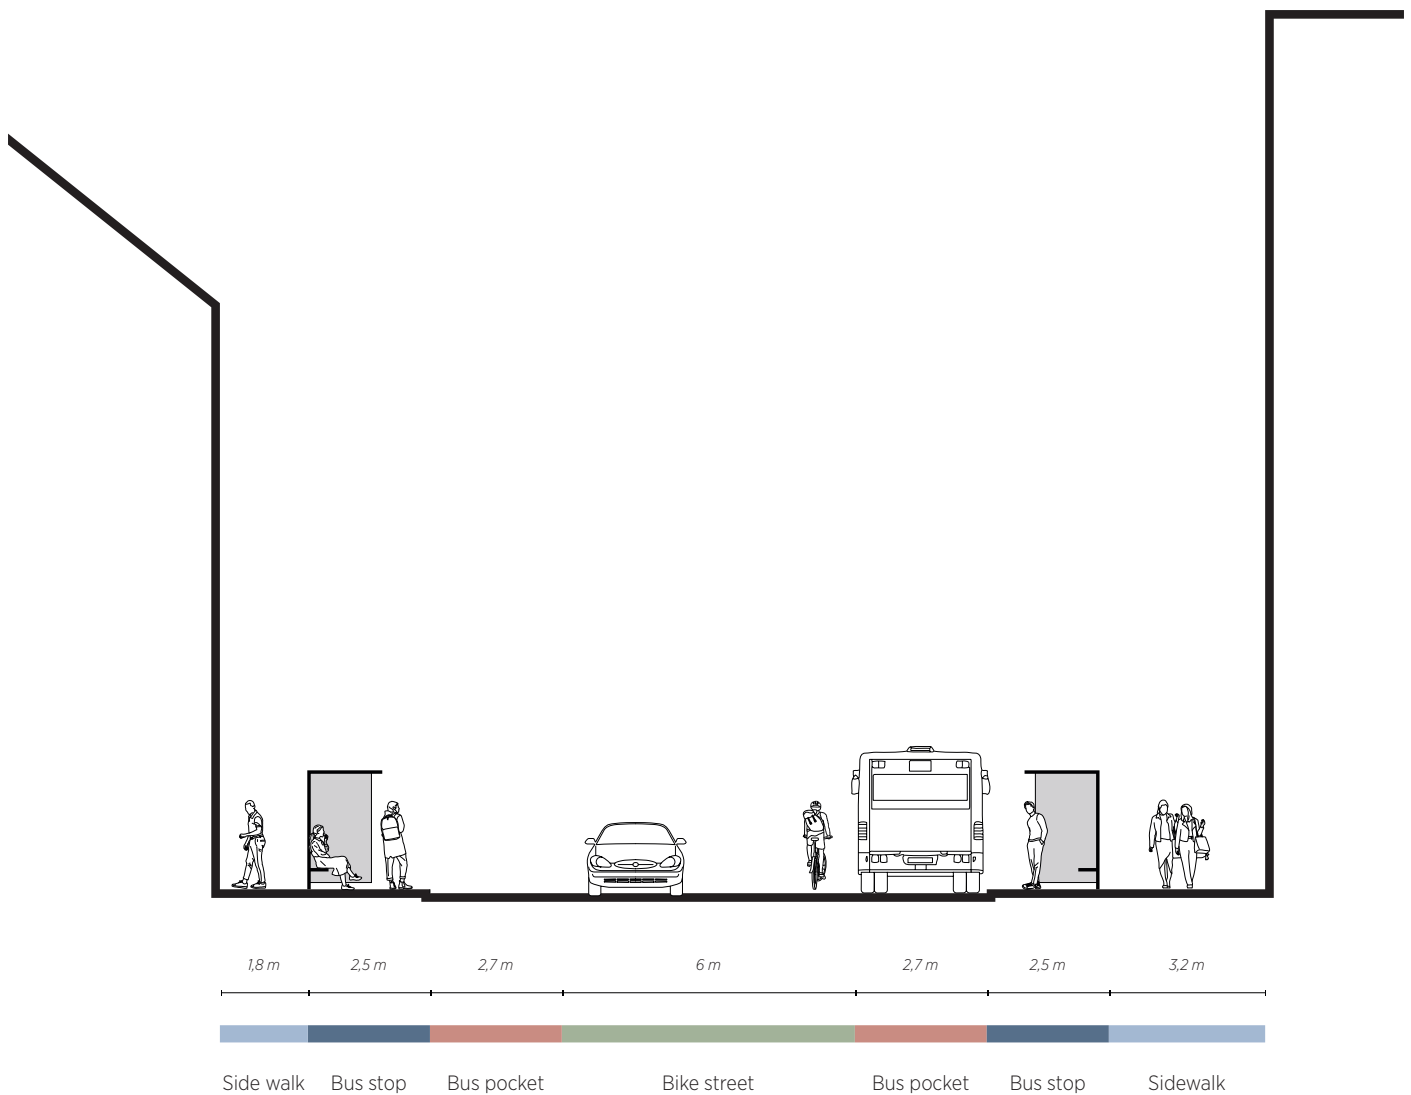 1,8 m 2,5 m 2,7 m 6 m 2,7 m 2,5 m 3,2 m
Side walk Bus stop Bus pocket Bike street Bus pocket Bus stop Sidewalk